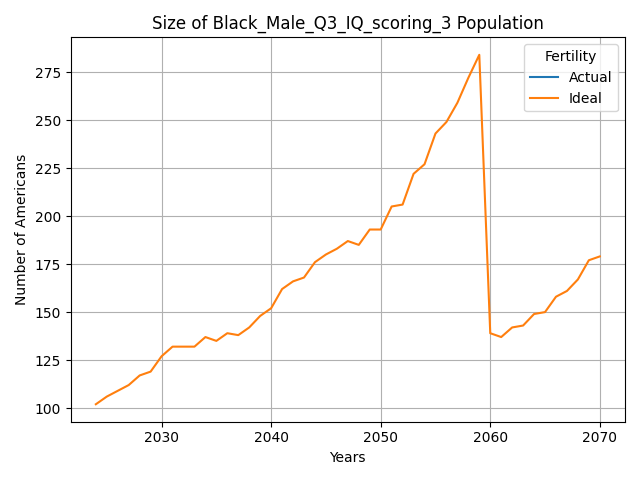 Size of Black_Male_Q3_IQ_scoring_3 Population
Fertility
Actual
Ideal
Number of Americans
275
250
225
200
175
150
125
100
2030 2040 2050 2060 2070
Years